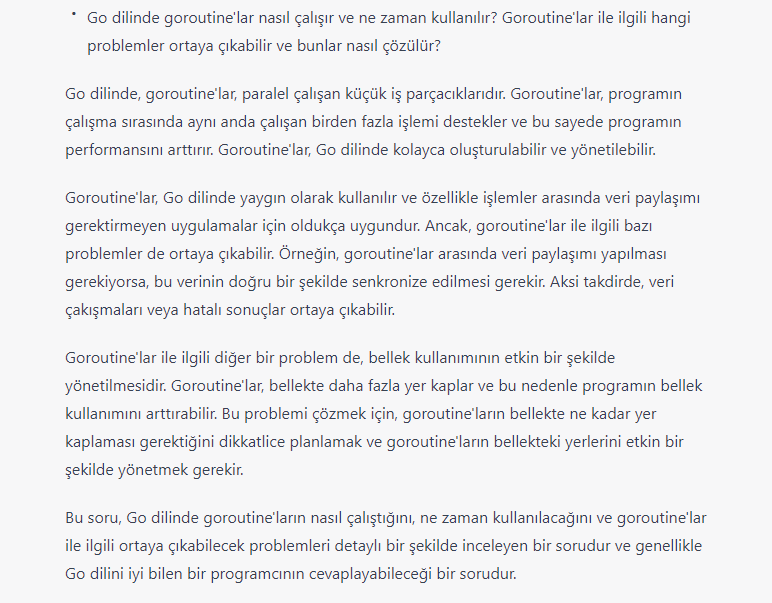 • Go dilinde goroutine'lar nasıl çalışır ve ne zaman kullanılır? Goroutine'lar ile ilgili hangi
problemler ortaya çıkabilir ve bunlar nasıl çözülür?
Go dilinde, goroutine'lar, paralel çalışan küçük iş parçacıklarıdır. Goroutine'lar, programın
çalışma sırasında aynı anda çalışan birden fazla işlemi destekler ve bu sayede programın
performansını arttırır. Goroutine'lar, Go dilinde kolayca oluşturulabilir ve yönetilebilir.
Goroutine'lar, Go dilinde yaygın olarak kullanılır ve özellikle işlemler arasında veri paylaşımı
gerektirmeyen uygulamalar için oldukça uygundur. Ancak, goroutine'lar ile ilgili bazı
problemler de ortaya çıkabilir. Örneğin, goroutine'lar arasında veri paylaşımı yapılması
gerekiyorsa, bu verinin doğru bir şekilde senkronize edilmesi gerekir. Aksi takdirde, veri
çakışmaları veya hatalı sonuçlar ortaya çıkabilir.
Goroutine'lar ile ilgili diğer bir problem de, bellek kullanımının etkin bir şekilde
yönetilmesidir. Goroutine'lar, bellekte daha fazla yer kaplar ve bu nedenle programın bellek
kullanımını arttırabilir. Bu problemi çözmek için, goroutine'ların bellekte ne kadar yer
kaplaması gerektiğini dikkatlice planlamak ve goroutine'ların bellekteki yerlerini etkin bir
şekilde yönetmek gerekir.
Bu soru, Go dilinde goroutine'ların nasıl çalıştığını, ne zaman kullanılacağını ve goroutine'lar
ile ilgili ortaya çıkabilecek problemleri detaylı bir şekilde inceleyen bir sorudur ve genellikle
Go dilini iyi bilen bir programcının cevaplayabileceği bir sorudur.